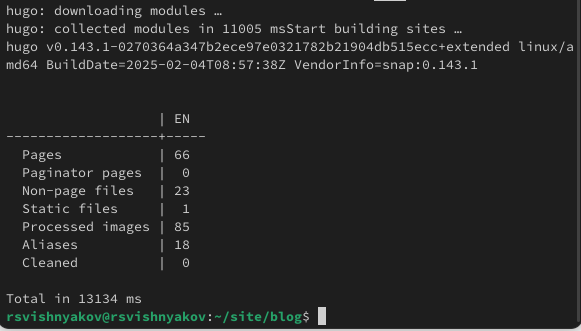 hugo: downloading modules …
hugo: collected modules in 11005 msStart building sites …
hugo v0.143.1-0270364a347b2ece97e0321782b21904db515ecc+extended linux/a
md64 BuildDate=2025-02-04T08:57:38Z VendorInfo=snap:0.143.1
                   | EN
-------------------+-----
  Pages            | 66
  Paginator pages  |  0
  Non-page files   | 23
  Static files     |  1
  Processed images | 85
  Aliases          | 18
  Cleaned          |  0
Total in 13134 ms
rsvishnyakov@rsvishnyakov:~/site/blog$